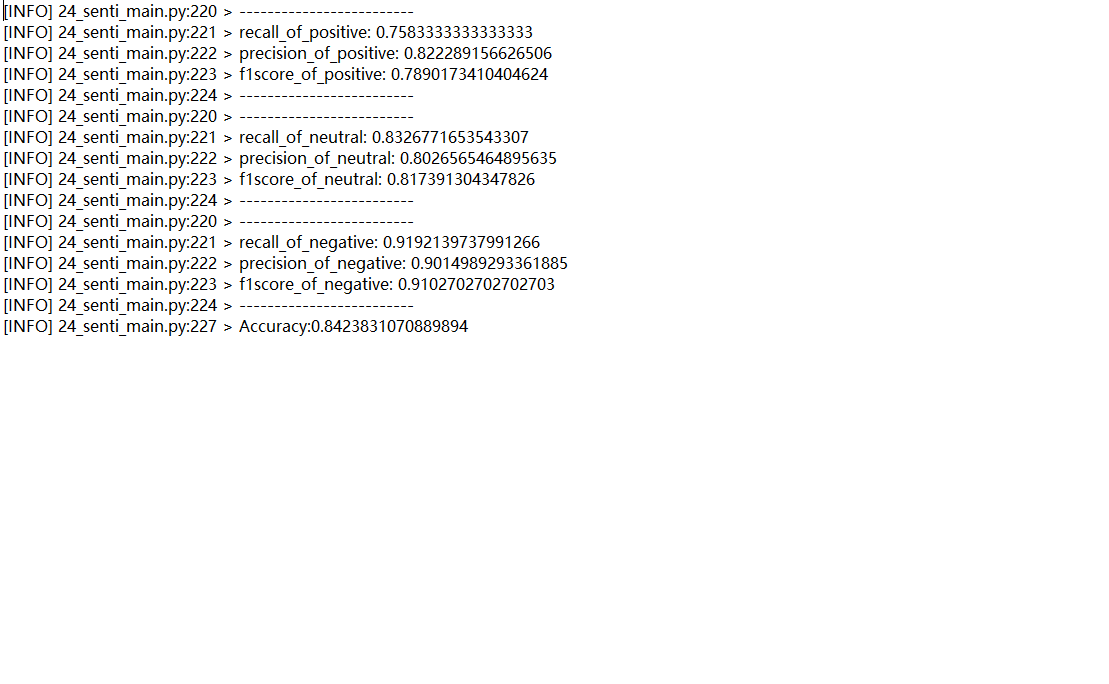 [INFO] 24_senti_main.py:220 > -------------------------
[INFO] 24_senti_main.py:221 > recall_of_positive: 0.7583333333333333
[INFO] 24_senti_main.py:222 > precision_of_positive: 0.822289156626506
[INFO] 24_senti_main.py:223 > f1score_of_positive: 0.7890173410404624
[INFO] 24_senti_main.py:224 > -------------------------
[INFO] 24_senti_main.py:220 > -------------------------
[INFO] 24_senti_main.py:221 > recall_of_neutral: 0.8326771653543307
[INFO] 24_senti_main.py:222 > precision_of_neutral: 0.8026565464895635
[INFO] 24_senti_main.py:223 > f1score_of_neutral: 0.817391304347826
[INFO] 24_senti_main.py:224 > -------------------------
[INFO] 24_senti_main.py:220 > -------------------------
[INFO] 24_senti_main.py:221 > recall_of_negative: 0.9192139737991266
[INFO] 24_senti_main.py:222 > precision_of_negative: 0.9014989293361885
[INFO] 24_senti_main.py:223 > f1score_of_negative: 0.9102702702702703
[INFO] 24_senti_main.py:224 > -------------------------
[INFO] 24_senti_main.py:227 > Accuracy:0.8423831070889894